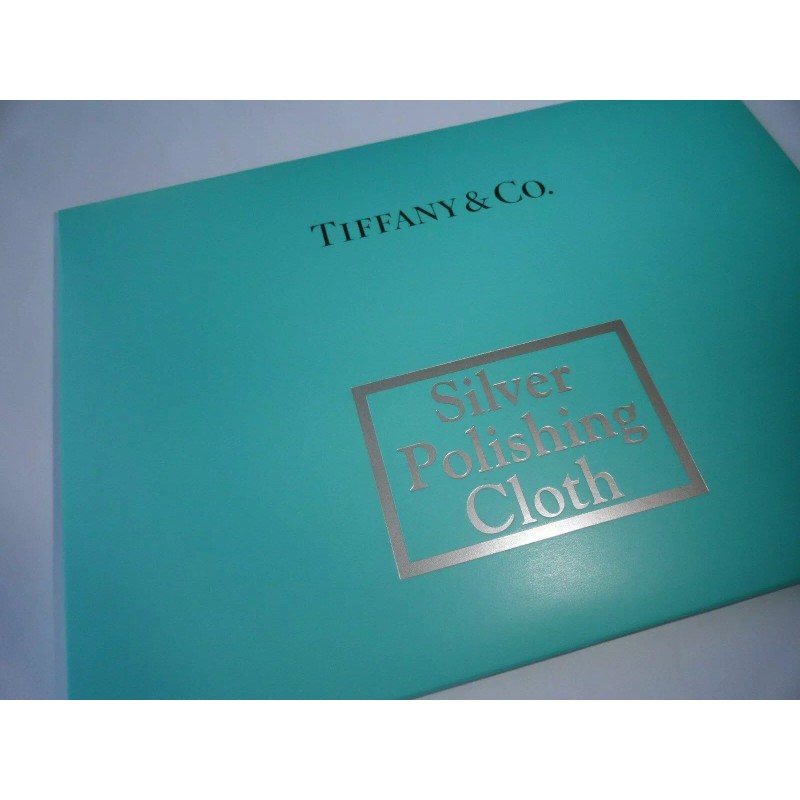 TIFFANY & CO.
Silver
Polishing
Cloth